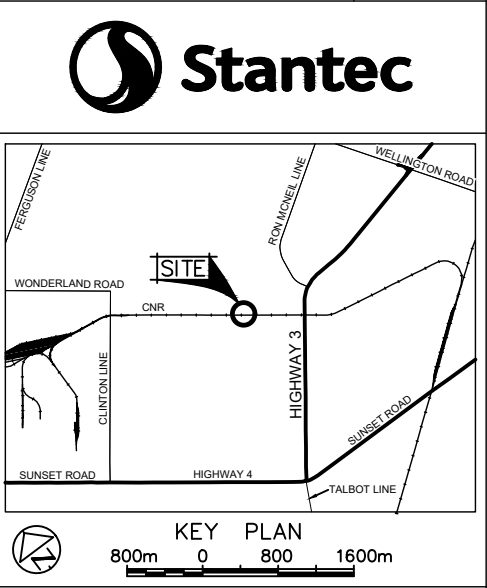 Stantec
FERGUSON LINE
WELLINGTON ROAD
RON MCNEIL LINE
SITE
WONDERLAND ROAD
CNR
CLINTON LINE
HIGHWAY 3
SUNSET ROAD
SUNSET ROAD
HIGHWAY 4
TALBOT LINE
KEY PLAN
800m 0 800 1600m